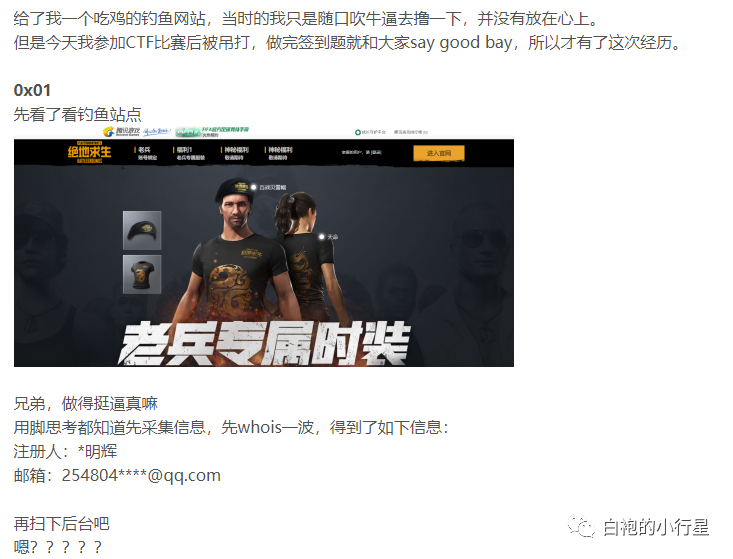 给了我一个吃鸡的钓鱼网站，当时的我只是随口吹牛逼去撸一下，并没有放在心上。
但是今天我参加CTF比赛后被吊打，做完签到题就和大家say good bay，所以才有了这次经历。
0x01
先看了看钓鱼站点
腾讯游戏
绝地求生
BATTLEGROUNDS
老兵
账号绑定
福利1
老兵专属服装
神秘福利
敬请期待
神秘福利
敬请期待
进入官网
百战贝雷帽
天命
老兵专属时装
兄弟，做得挺逼真嘛
用脚思考都知道先采集信息，先whois一波，得到了如下信息：
注册人：*明辉
邮箱：254804****@qq.com
再扫下后台吧
嗯？？？？？
白袍的小行星